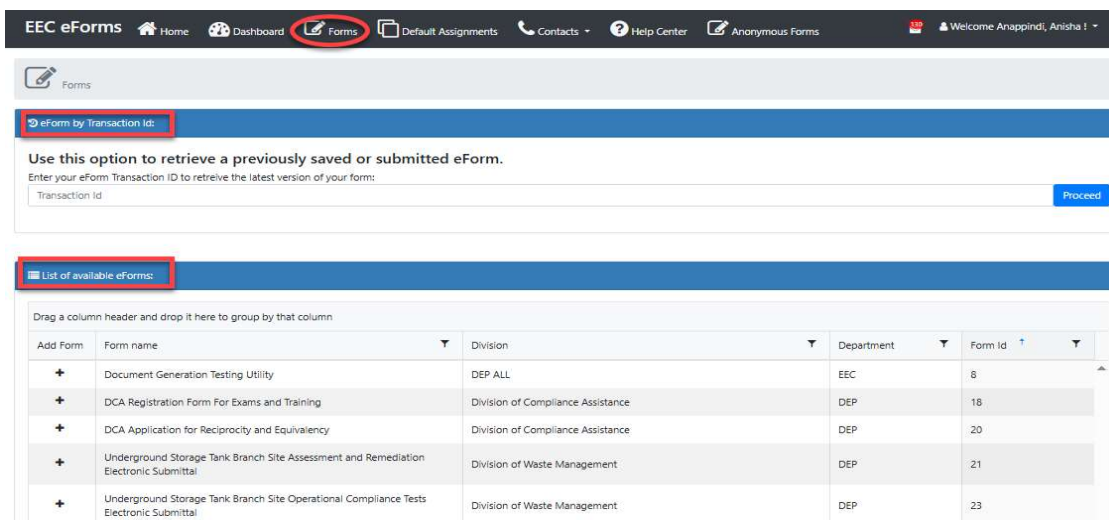 EEC eForms Home Dashboard Forms Default Assignments Contacts Help Center Anonymous Forms 130 Welcome Anappindi, Anisha !
Forms
eForm by Transaction Id:
Use this option to retrieve a previously saved or submitted eForm.
Enter your eForm Transaction ID to retreive the latest version of your form:
Transaction Id Proceed
List of available eForms:
Drag a column header and drop it here to group by that column
Add Form Form name Division Department Form Id
+ Document Generation Testing Utility DEP ALL EEC 8
+ DCA Registration Form For Exams and Training Division of Compliance Assistance DEP 18
+ DCA Application for Reciprocity and Equivalency Division of Compliance Assistance DEP 20
+ Underground Storage Tank Branch Site Assessment and Remediation Electronic Submittal Division of Waste Management DEP 21
+ Underground Storage Tank Branch Site Operational Compliance Tests Electronic Submittal Division of Waste Management DEP 23